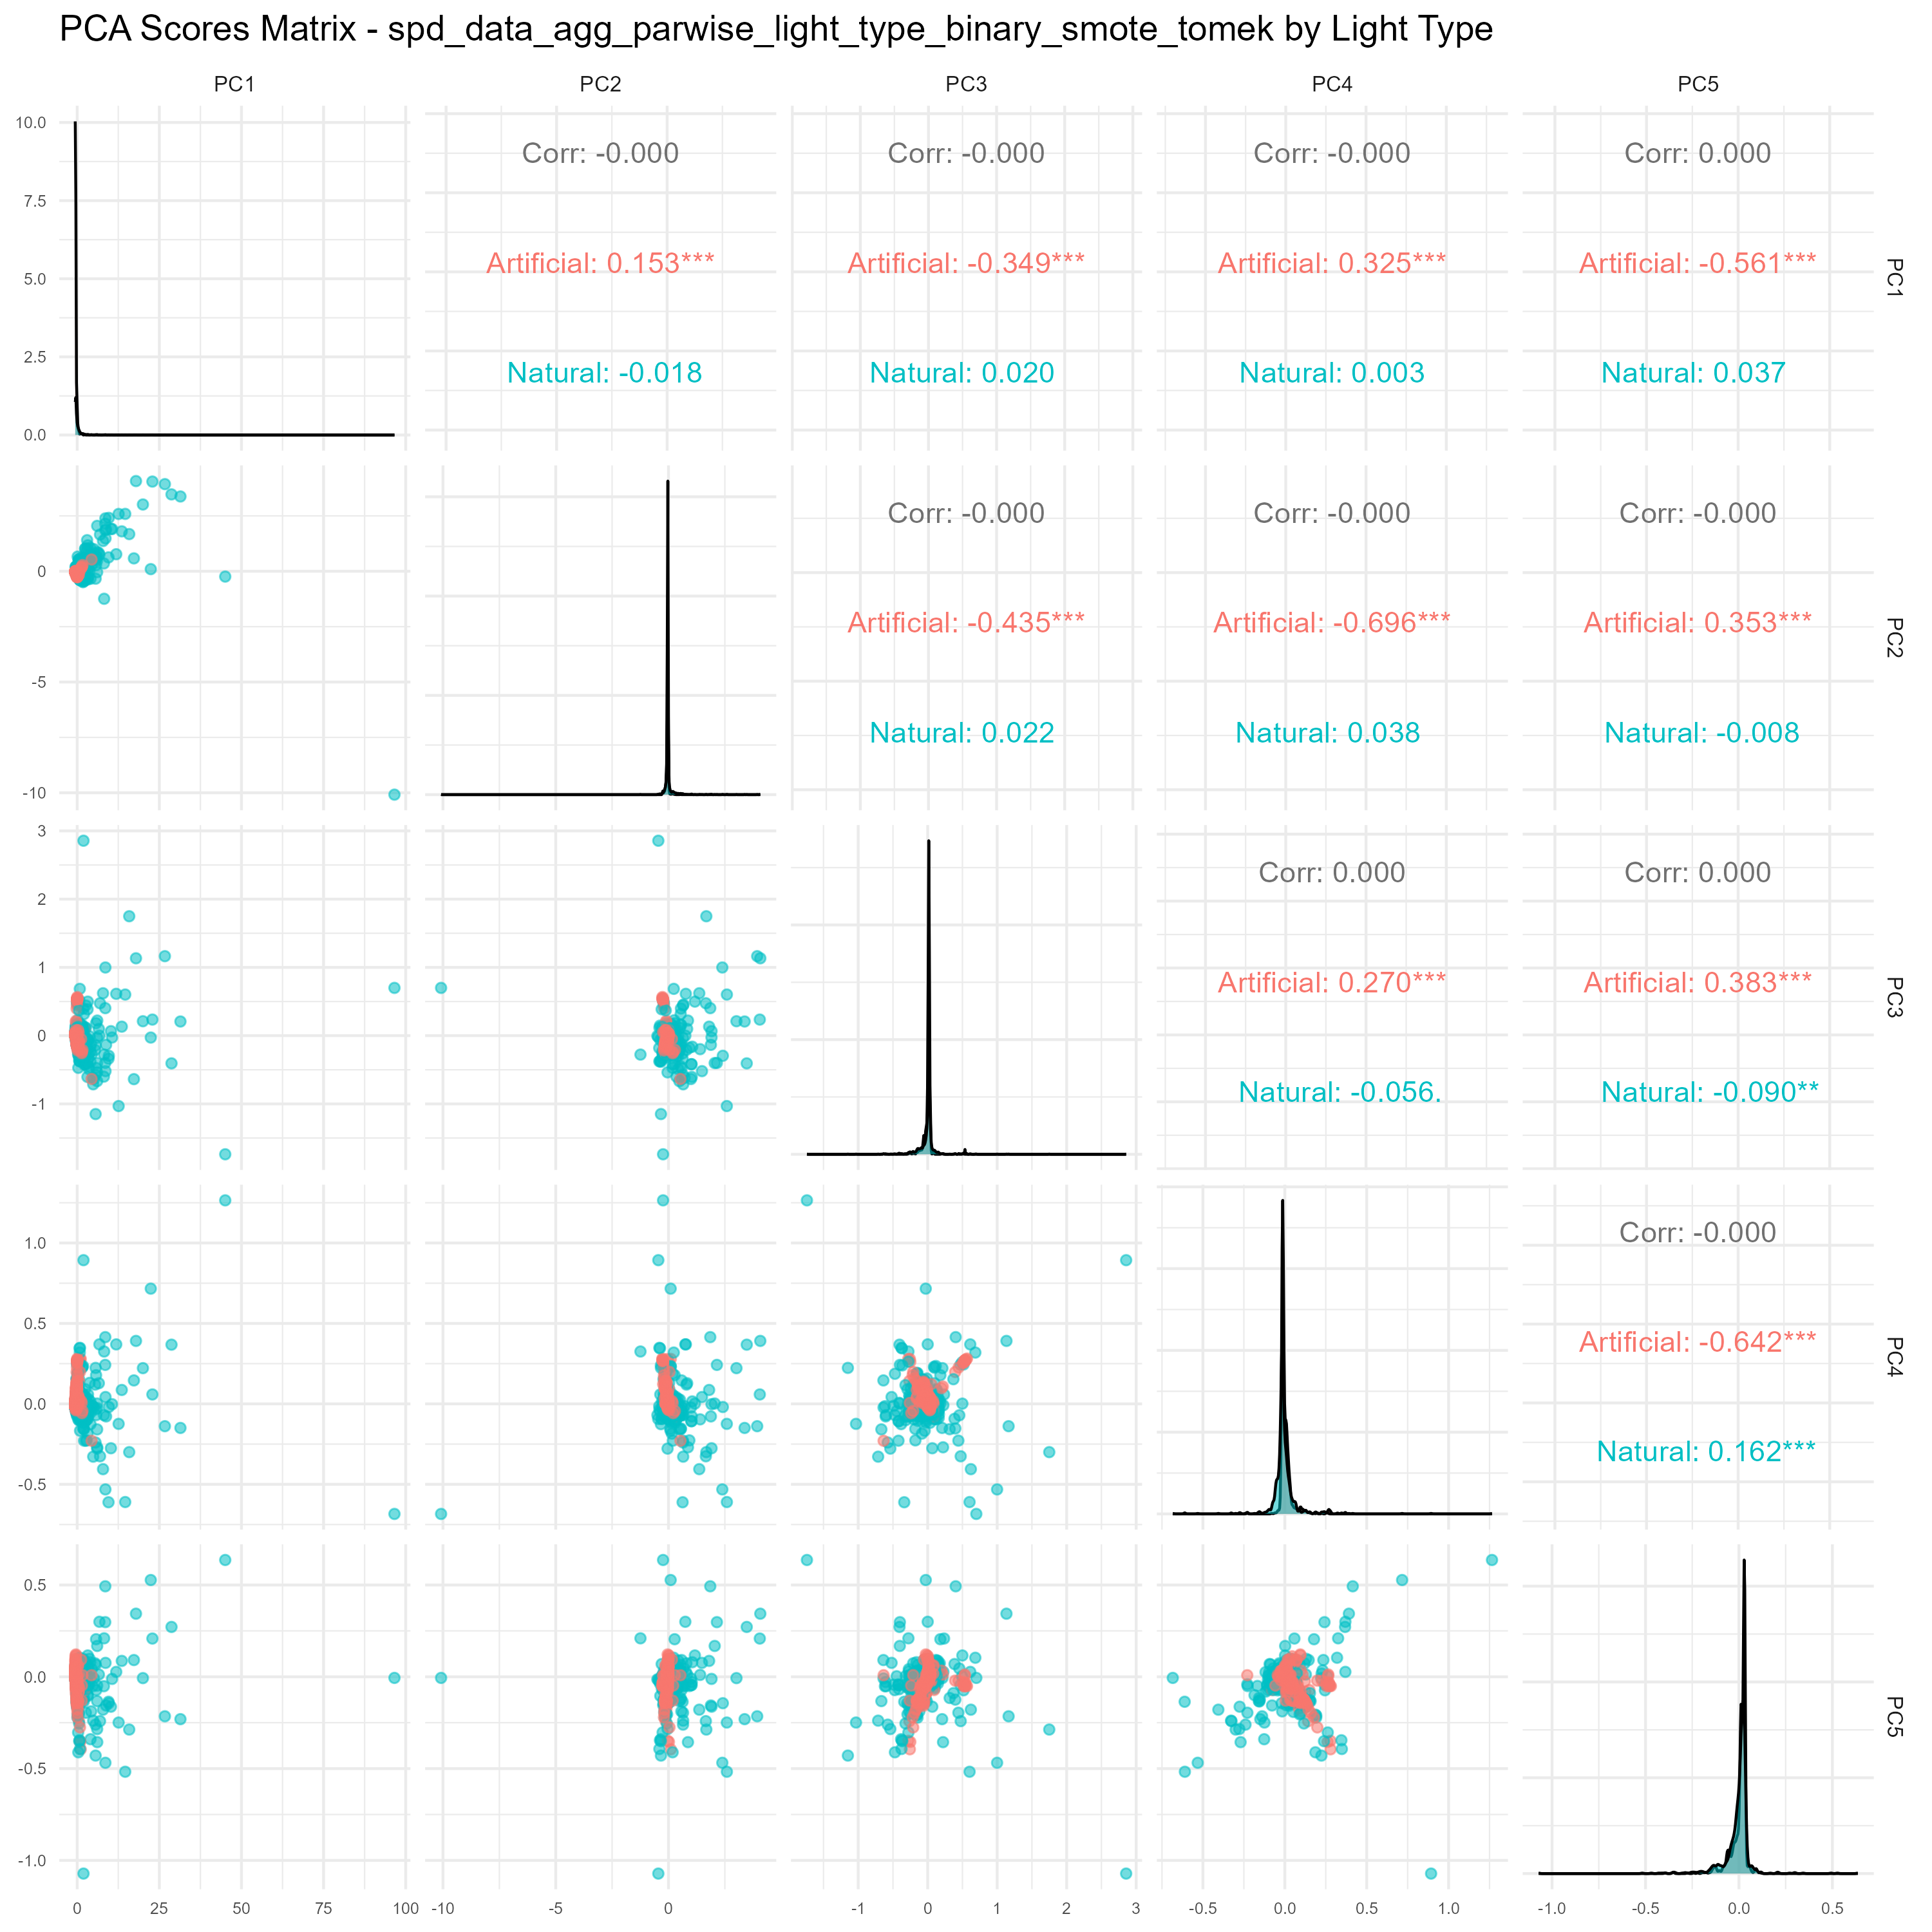 PCA Scores Matrix - spd_data_agg_parwise_light_type_binary_smote_tomek by Light Type
PC1 PC2 PC3 PC4 PC5
10.0
7.5
5.0
2.5
0.0
Corr: -0.000 Corr: -0.000 Corr: -0.000 Corr: 0.000
Artificial: 0.153*** Artificial: -0.349*** Artificial: 0.325*** Artificial: -0.561***
Natural: -0.018 Natural: 0.020 Natural: 0.003 Natural: 0.037
PC1
0
-5
-10
Corr: -0.000 Corr: -0.000 Corr: -0.000
Artificial: -0.435*** Artificial: -0.696*** Artificial: 0.353***
Natural: 0.022 Natural: 0.038 Natural: -0.008
PC2
3
2
1
0
-1
Corr: 0.000 Corr: 0.000
Artificial: 0.270*** Artificial: 0.383***
Natural: -0.056. Natural: -0.090**
PC3
1.0
0.5
0.0
-0.5
Corr: -0.000
Artificial: -0.642***
Natural: 0.162***
PC4
0.5
0.0
-0.5
-1.0
PC5
0 25 50 75 100 -10 -5 0 -1 0 1 2 3 -0.5 0.0 0.5 1.0 -1.0 -0.5 0.0 0.5